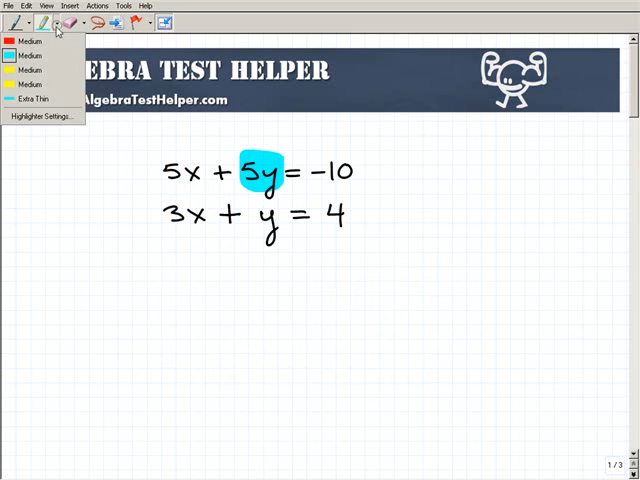 File Edit View Insert Actions Tools Help
Medium
Medium
Medium
Medium
Extra Thin
Highlighter Settings...
EBRA TEST HELPER
AlgebraTestHelper.com
5x + 5y = -10
3x + y = 4
1 / 3